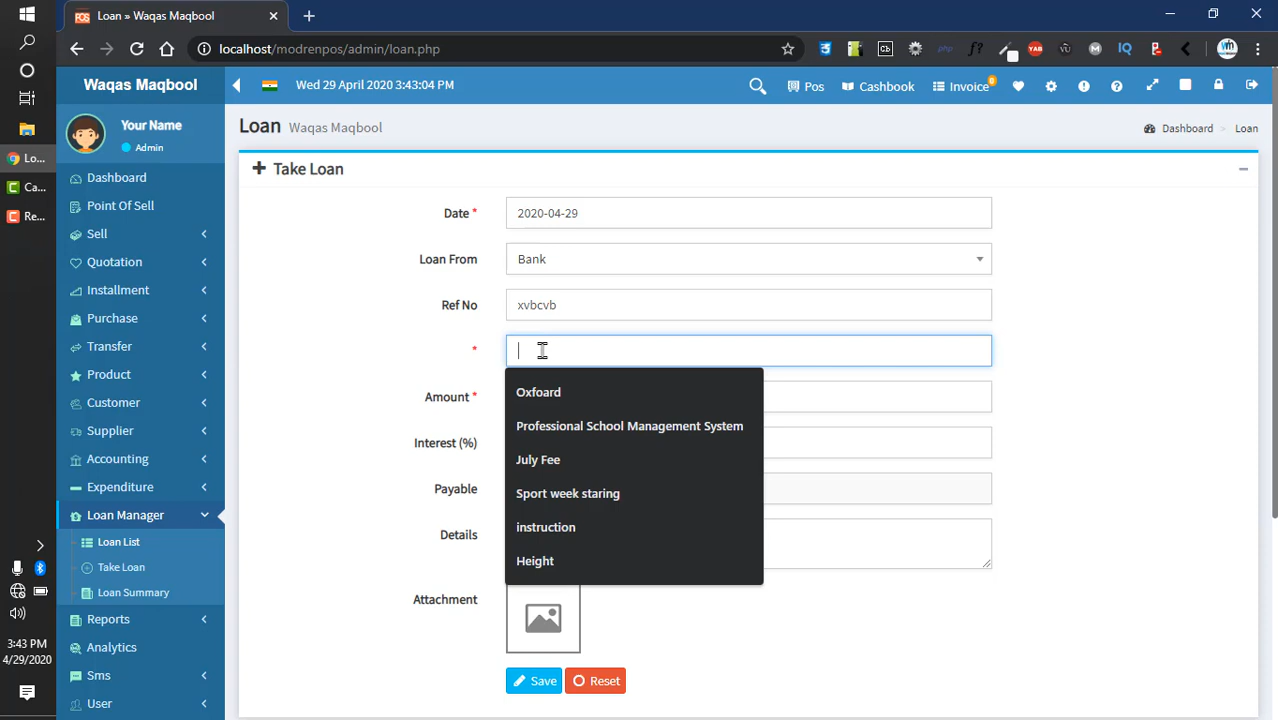 Loan » Waqas Maqbool
localhost/modrenpos/admin/loan.php
Waqas Maqbool
Wed 29 April 2020 3:43:04 PM
Pos
Cashbook
Invoice 0
Your Name
Admin
Loan Waqas Maqbool
Dashboard > Loan
Take Loan
Dashboard
Point Of Sell
Sell
Quotation
Installment
Purchase
Transfer
Product
Customer
Supplier
Accounting
Expenditure
Loan Manager
Loan List
Take Loan
Loan Summary
Reports
Analytics
Sms
User
Date * 2020-04-29
Loan From Bank
Ref No xvbcvb
*
Oxfoard
Professional School Management System
July Fee
Sport week staring
instruction
Height
Amount *
Interest (%)
Payable
Details
Attachment
Save Reset
Lo...
Ca...
Re...
3:43 PM
4/29/2020